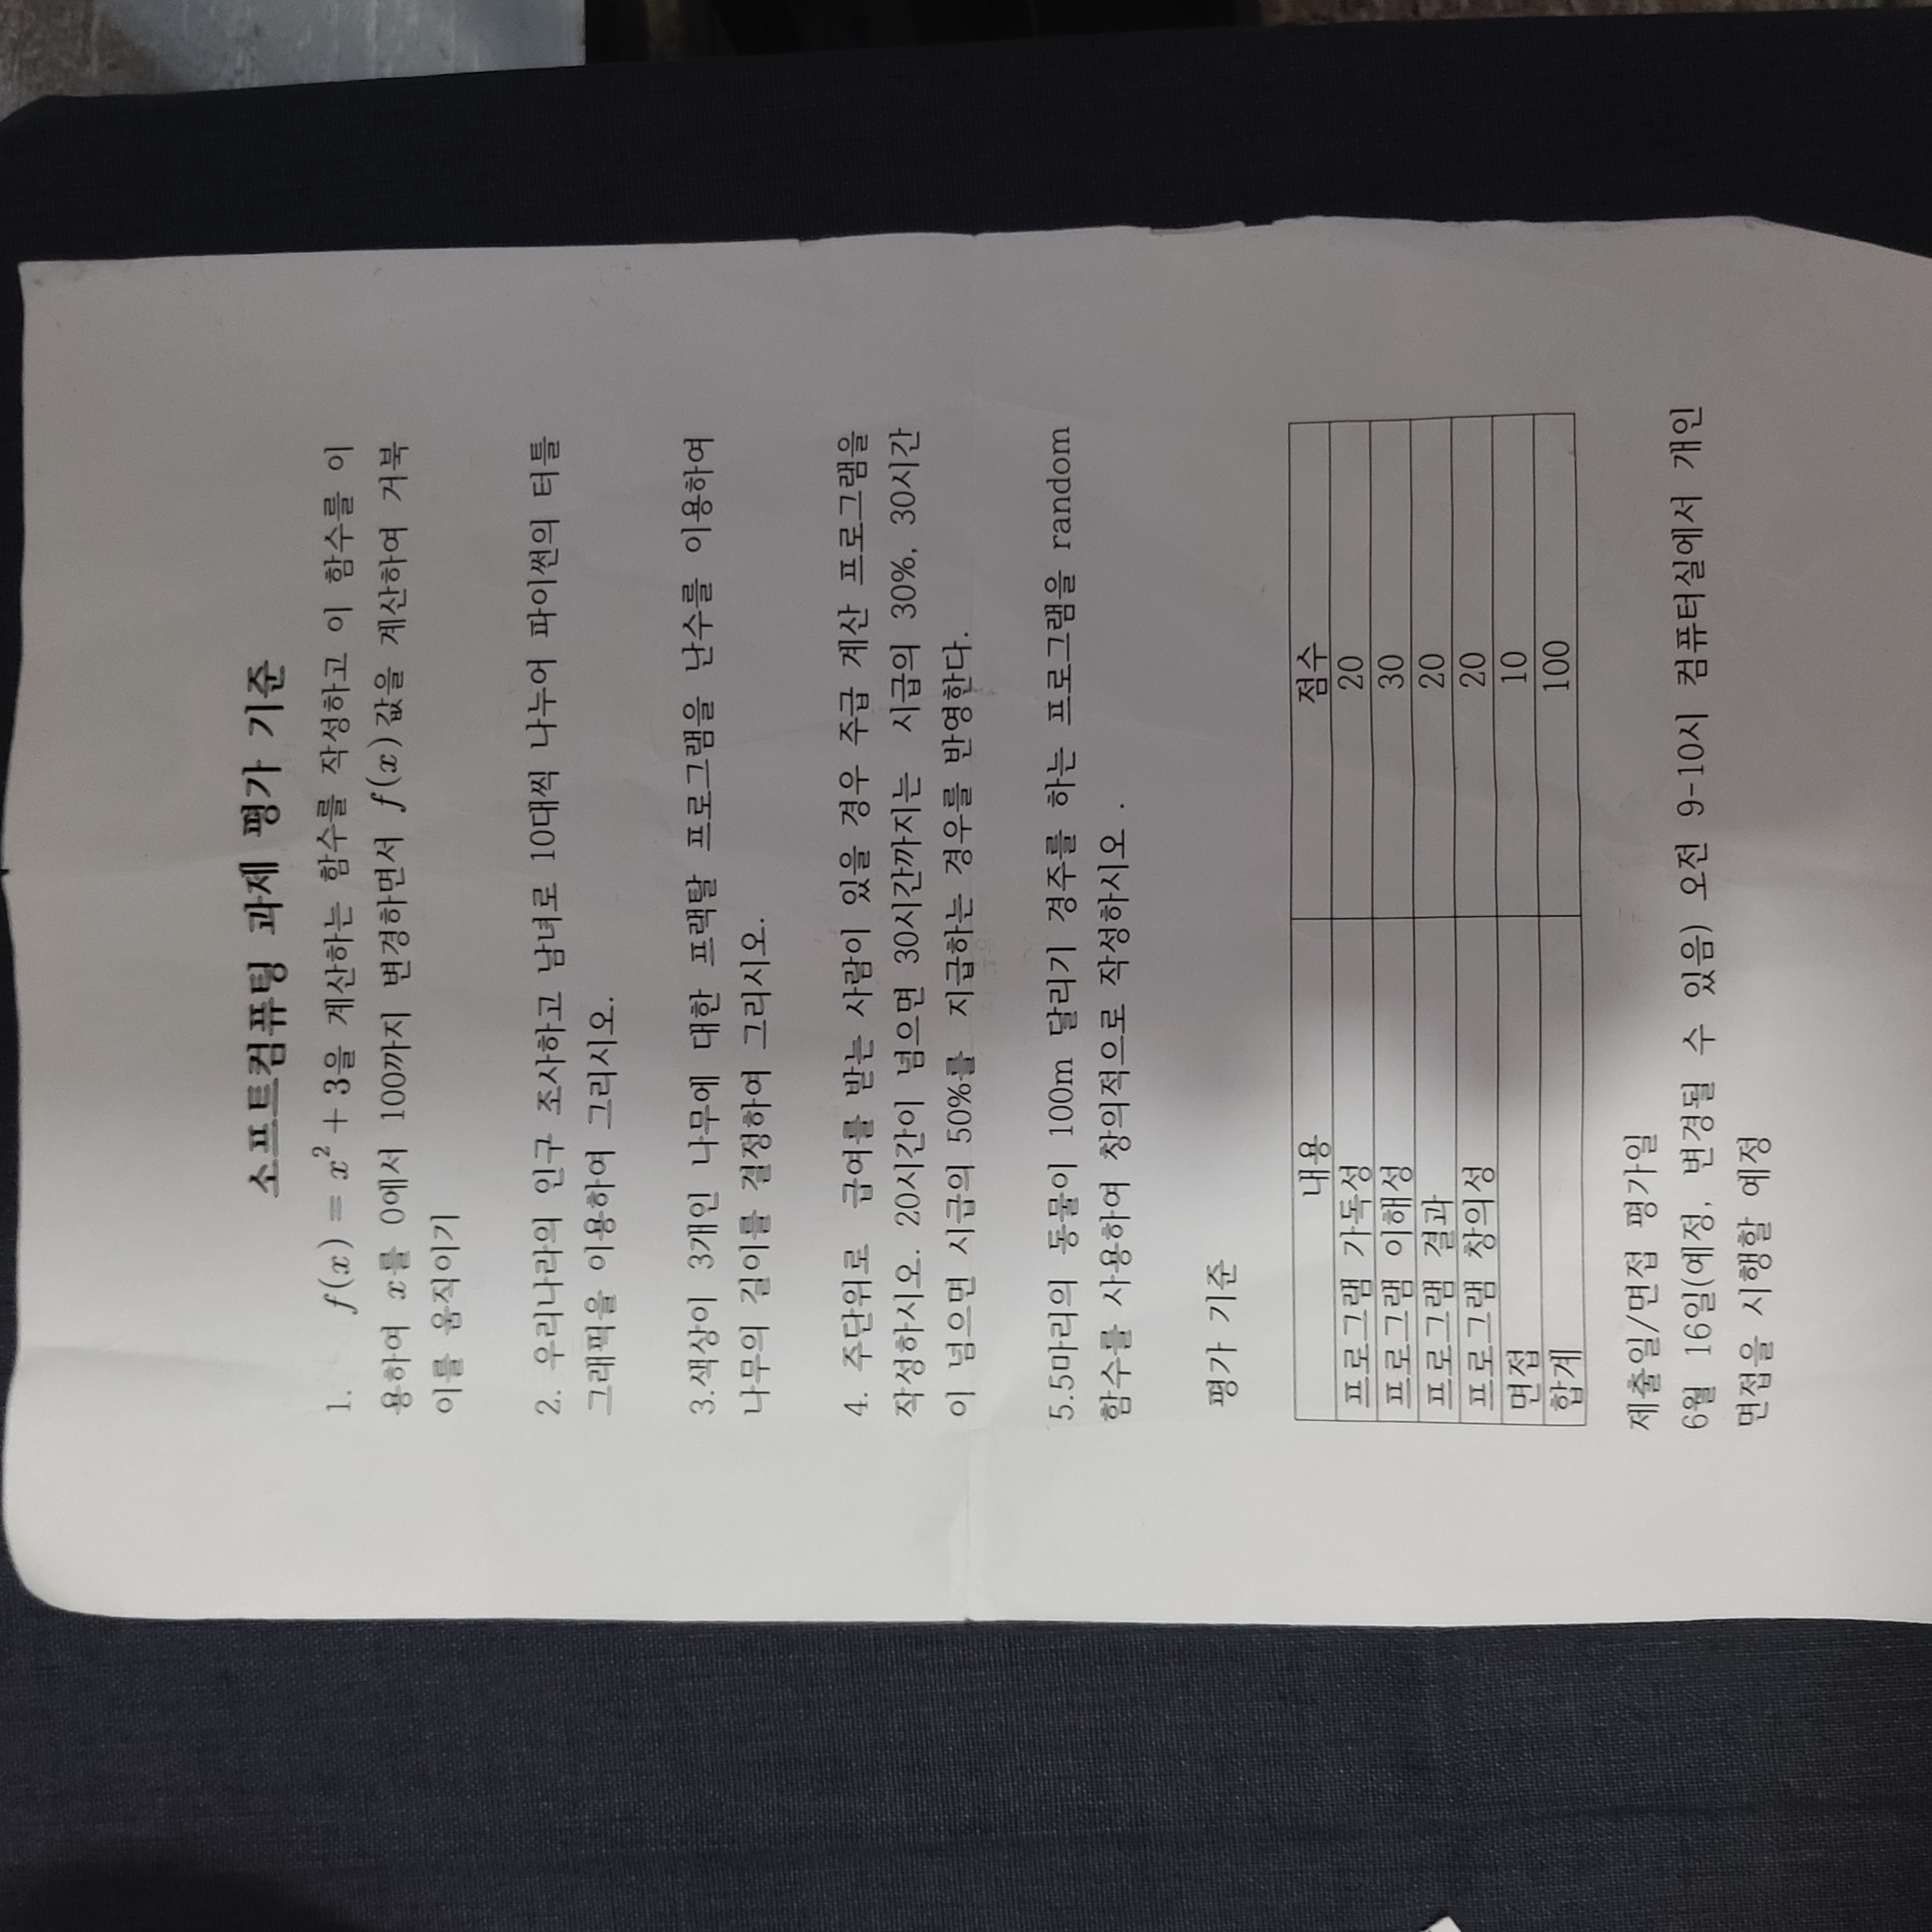 소프트컴퓨팅 과제 평가 기준
1. f(x) = x² + 3을 계산하는 함수를 작성하고 이 함수를 이
용하여 x를 0에서 100까지 변경하면서 f(x)값을 계산하여 거북
이를 움직이기
2. 우리나라의 인구 조사하고 남녀로 10대씩 나누어 파이썬의 터틀
그래픽을 이용하여 그리시오.
3.색상이 3개인 나무에 대한 프랙탈 프로그램을 난수를 이용하여
나무의 길이를 결정하여 그리시오.
4. 주단위로 급여를 받는 사람이 있을 경우 주급 계산 프로그램을
작성하시오. 20시간이 넘으면 30시간까지는 시급의 30%, 30시간
이 넘으면 시급의 50%를 지급하는 경우를 반영한다.
5.5마리의 동물이 100m 달리기 경주를 하는 프로그램을 random
함수를 사용하여 창의적으로 작성하시오 .
평가 기준
내용 점수
프로그램 가독성 20
프로그램 이해성 30
프로그램 결과 20
프로그램 창의성 20
면접 10
합계 100
제출일/면접 평가일
6월 16일(예정, 변경될 수 있음) 오전 9-10시 컴퓨터실에서 개인
면접을 시행할 예정